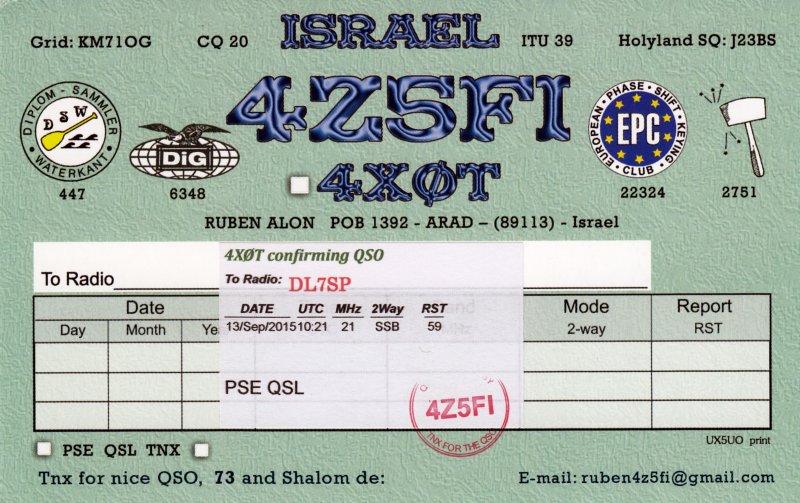 Grid: KM71OG CQ 20 ISRAEL ITU 39 Holyland SQ: J23BS
4Z5FI
4XØT
DIPLOM - SAMMLER · WATERKANT ·
DSW
447
DIG
6348
EUROPEAN · PHASE · SHIFT · KEYING · CLUB ·
EPC
22324
2751
RUBEN ALON POB 1392 - ARAD – (89113) - Israel
4XØT confirming QSO
To Radio To Radio: DL7SP
Date Mode Report
Day Month 2-way RST
DATE UTC MHz 2Way RST
13/Sep/2015 10:21 21 SSB 59
PSE QSL
4Z5FI
TNX FOR THE QSO
UX5UO print
PSE QSL TNX
Tnx for nice QSO, 73 and Shalom de: E-mail: ruben4z5fi@gmail.com